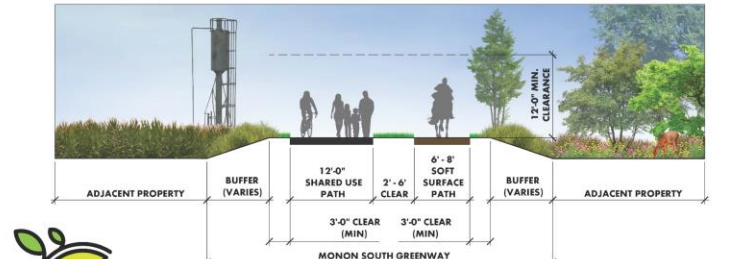 12'-0" MIN.
CLEARANCE
ADJACENT PROPERTY
BUFFER
(VARIES)
12'-0"
SHARED USE
PATH
2' - 6'
CLEAR
6' - 8'
SOFT
SURFACE
PATH
BUFFER
(VARIES)
ADJACENT PROPERTY
3'-0" CLEAR
(MIN)
3'-0" CLEAR
(MIN)
MONON SOUTH GREENWAY